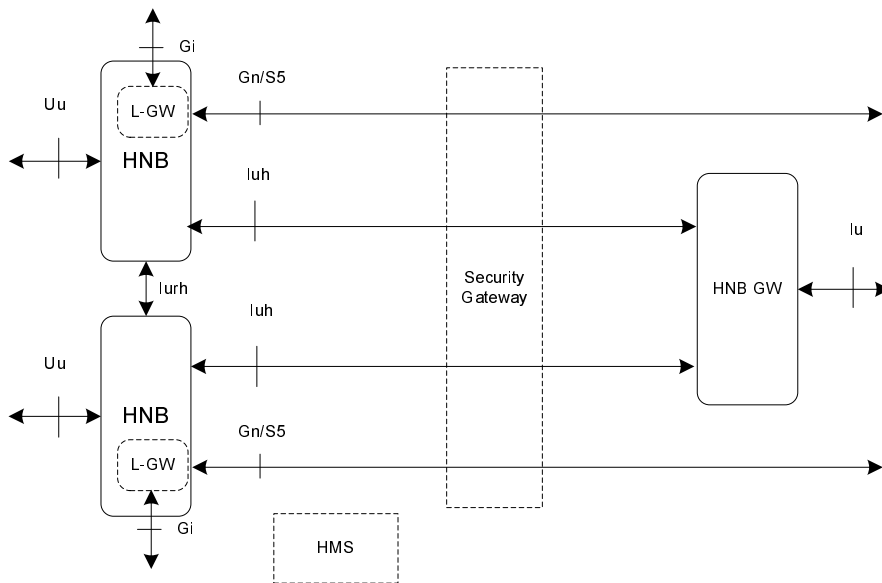 Gi
Gn/S5
Uu
L-GW
HNB
Iuh
Iu
Security
Gateway
HNB GW
Iurh
Iuh
Uu
HNB
Gn/S5
L-GW
Gi
HMS